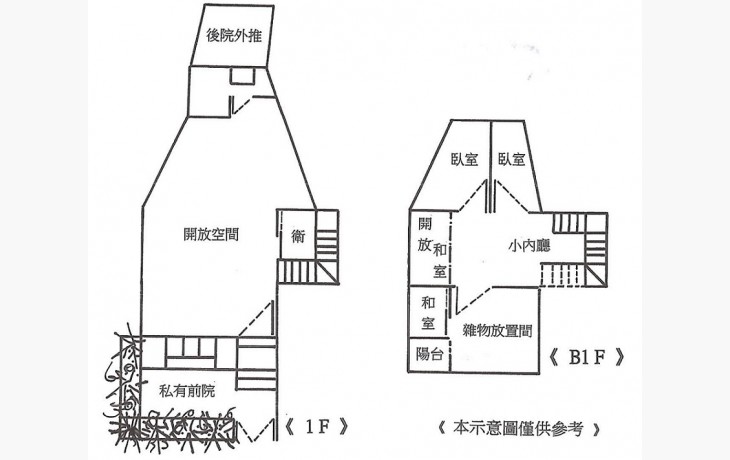 後院外推
開放空間
衛
私有前院
《 1F 》
臥室
臥室
開放
和室
小內廳
和室
雜物放置間
陽台
《 B1F 》
《 本示意圖僅供參考 》